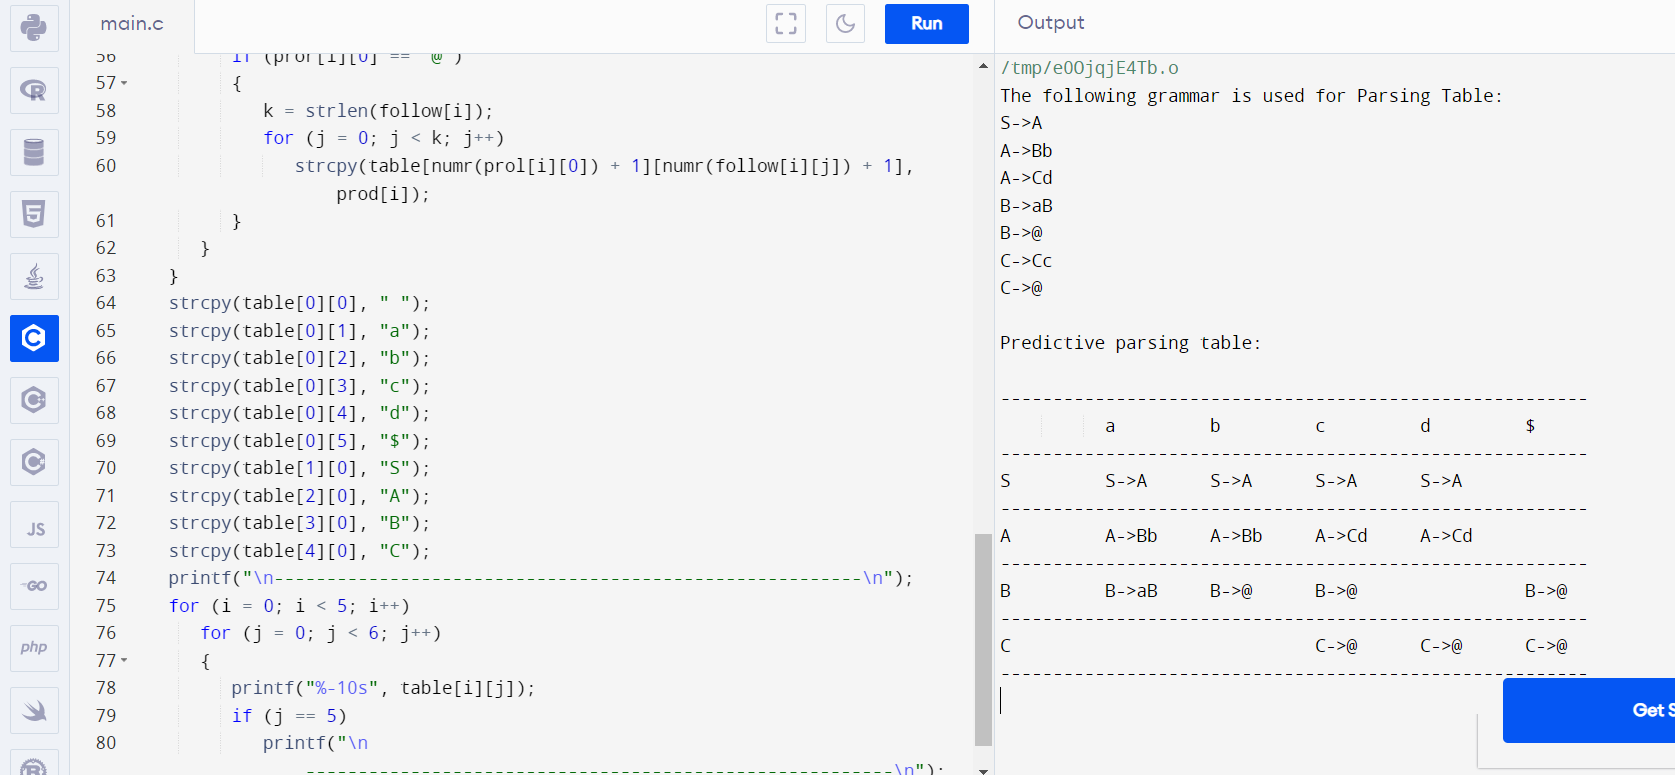 main.c
Run
Output
56 if (pror[i][0] == '@')
57 {
58 k = strlen(follow[i]);
59 for (j = 0; j < k; j++)
60 strcpy(table[numr(prol[i][0]) + 1][numr(follow[i][j]) + 1],
prod[i]);
61 }
62 }
63 }
64 strcpy(table[0][0], " ");
65 strcpy(table[0][1], "a");
66 strcpy(table[0][2], "b");
67 strcpy(table[0][3], "c");
68 strcpy(table[0][4], "d");
69 strcpy(table[0][5], "$");
70 strcpy(table[1][0], "S");
71 strcpy(table[2][0], "A");
72 strcpy(table[3][0], "B");
73 strcpy(table[4][0], "C");
74 printf("\n--------------------------------------------------------\n");
75 for (i = 0; i < 5; i++)
76 for (j = 0; j < 6; j++)
77 {
78 printf("%-10s", table[i][j]);
79 if (j == 5)
80 printf("\n
--------------------------------------------------------\n");
/tmp/eOOjqjE4Tb.o
The following grammar is used for Parsing Table:
S->A
A->Bb
A->Cd
B->aB
B->@
C->Cc
C->@
Predictive parsing table:
--------------------------------------------------------
a b c d $
--------------------------------------------------------
S S->A S->A S->A S->A
--------------------------------------------------------
A A->Bb A->Bb A->Cd A->Cd
--------------------------------------------------------
B B->aB B->@ B->@ B->@
--------------------------------------------------------
C C->@ C->@ C->@
--------------------------------------------------------
Get S
JS
GO
php